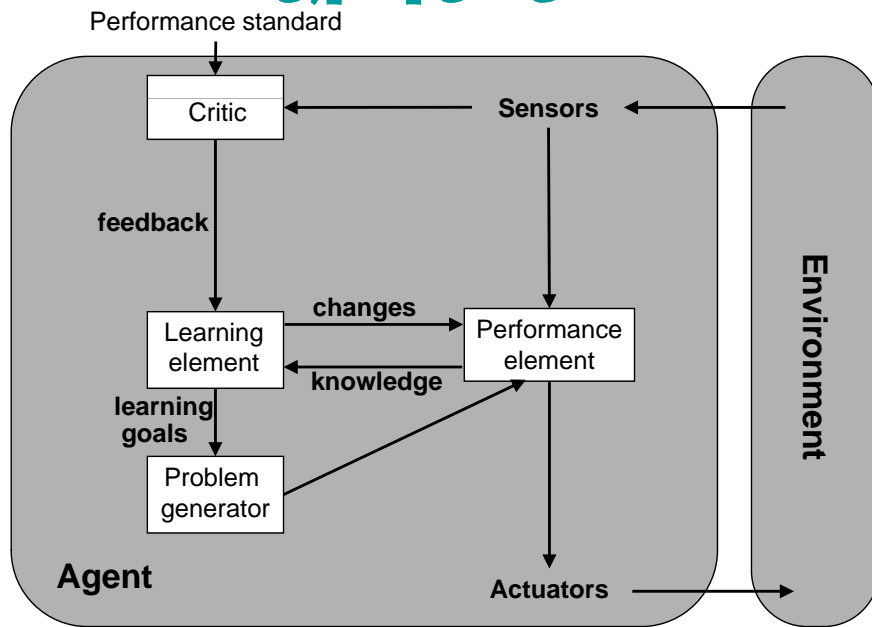 Performance standard
Critic
Sensors
feedback
changes
Learning
element
Performance
element
knowledge
learning
goals
Problem
generator
Agent
Actuators
Environment